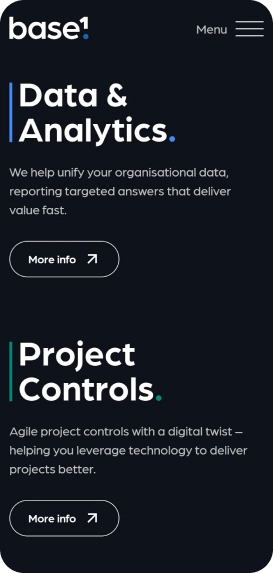 base1
Menu
Data &
Analytics.
We help unify your organisational data,
reporting targeted answers that deliver
value fast.
More info
Project
Controls.
Agile project controls with a digital twist –
helping you leverage technology to deliver
projects better.
More info